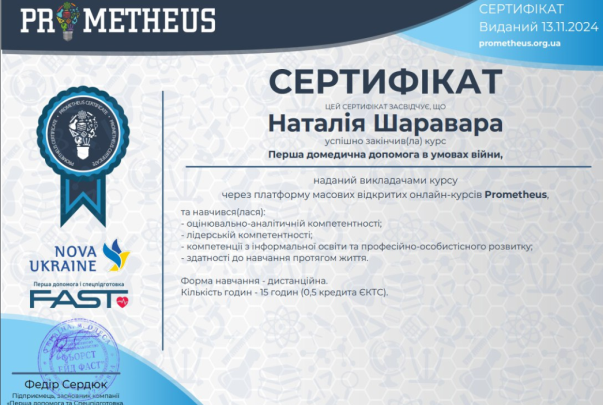 PROMETHEUS
СЕРТИФІКАТ
Виданий 13.11.2024
prometheus.org.ua
СЕРТИФІКАТ
ЦЕЙ СЕРТИФІКАТ ЗАСВІДЧУЄ, ЩО
Наталія Шаравара
успішно закінчив(ла) курс
Перша домедична допомога в умовах війни,
наданий викладачами курсу
через платформу масових відкритих онлайн-курсів Prometheus,
та навчився(лася):
- оцінювально-аналітичній компетентності;
- лідерській компетентності;
- компетенції з інформальної освіти та професійно-особистісного розвитку;
- здатності до навчання протягом життя.
Форма навчання - дистанційна.
Кількість годин - 15 годин (0,5 кредита ЄКТС).
PROMETHEUS CERTIFICATE
NOVA
UKRAINE
Перша допомога і спецпідготовка
FAST
Федір Сердюк
Підприємець, засновник компанії
«Перша допомога та Спецпідготовка